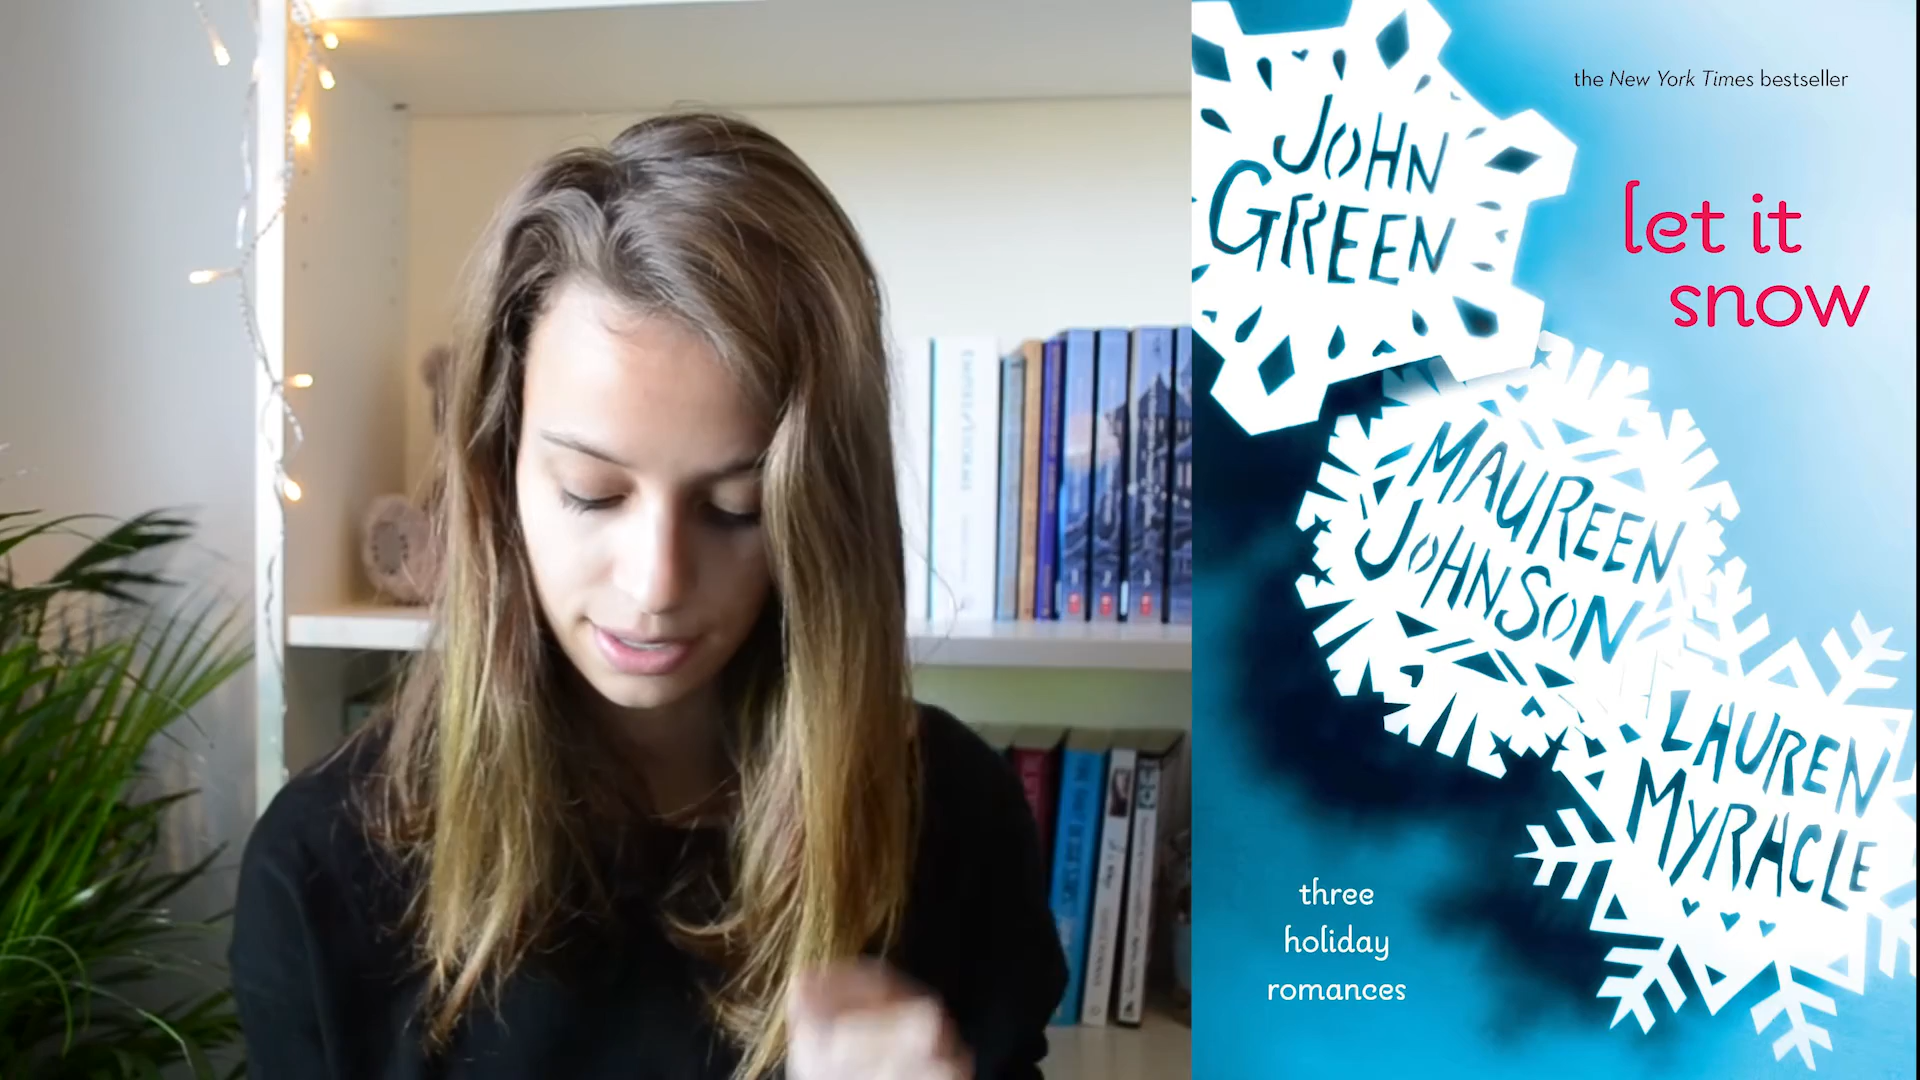 the New York Times bestseller
let it
snow
JOHN
GREEN
MAUREEN
JOHNSON
LAUREN
MYRACLE
three
holiday
romances